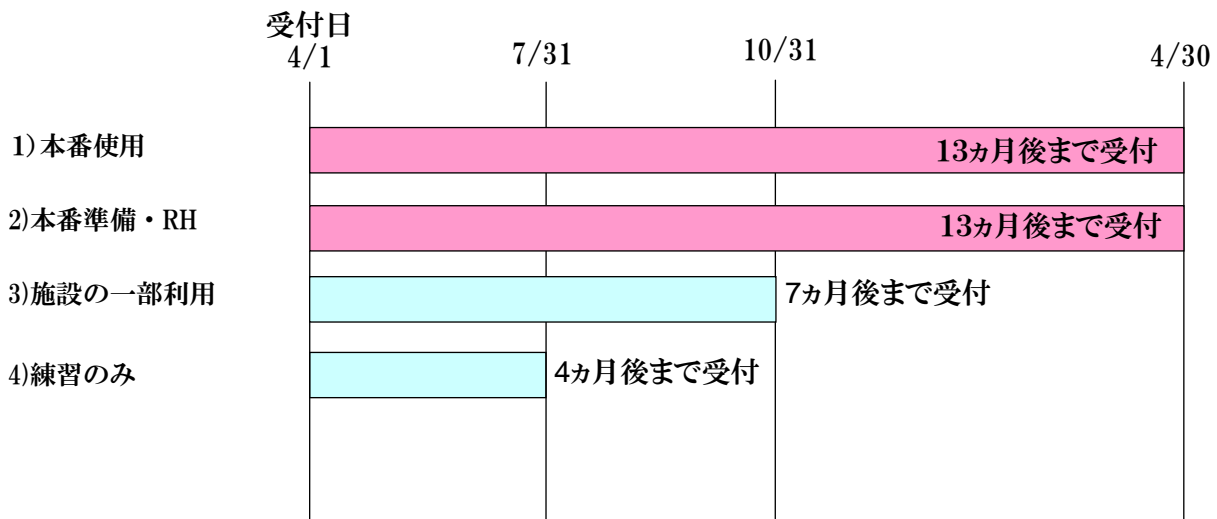 受付日
4/1 7/31 10/31 4/30
1)本番使用 13ヵ月後まで受付
2)本番準備・RH 13ヵ月後まで受付
3)施設の一部利用 7ヵ月後まで受付
4)練習のみ 4ヵ月後まで受付